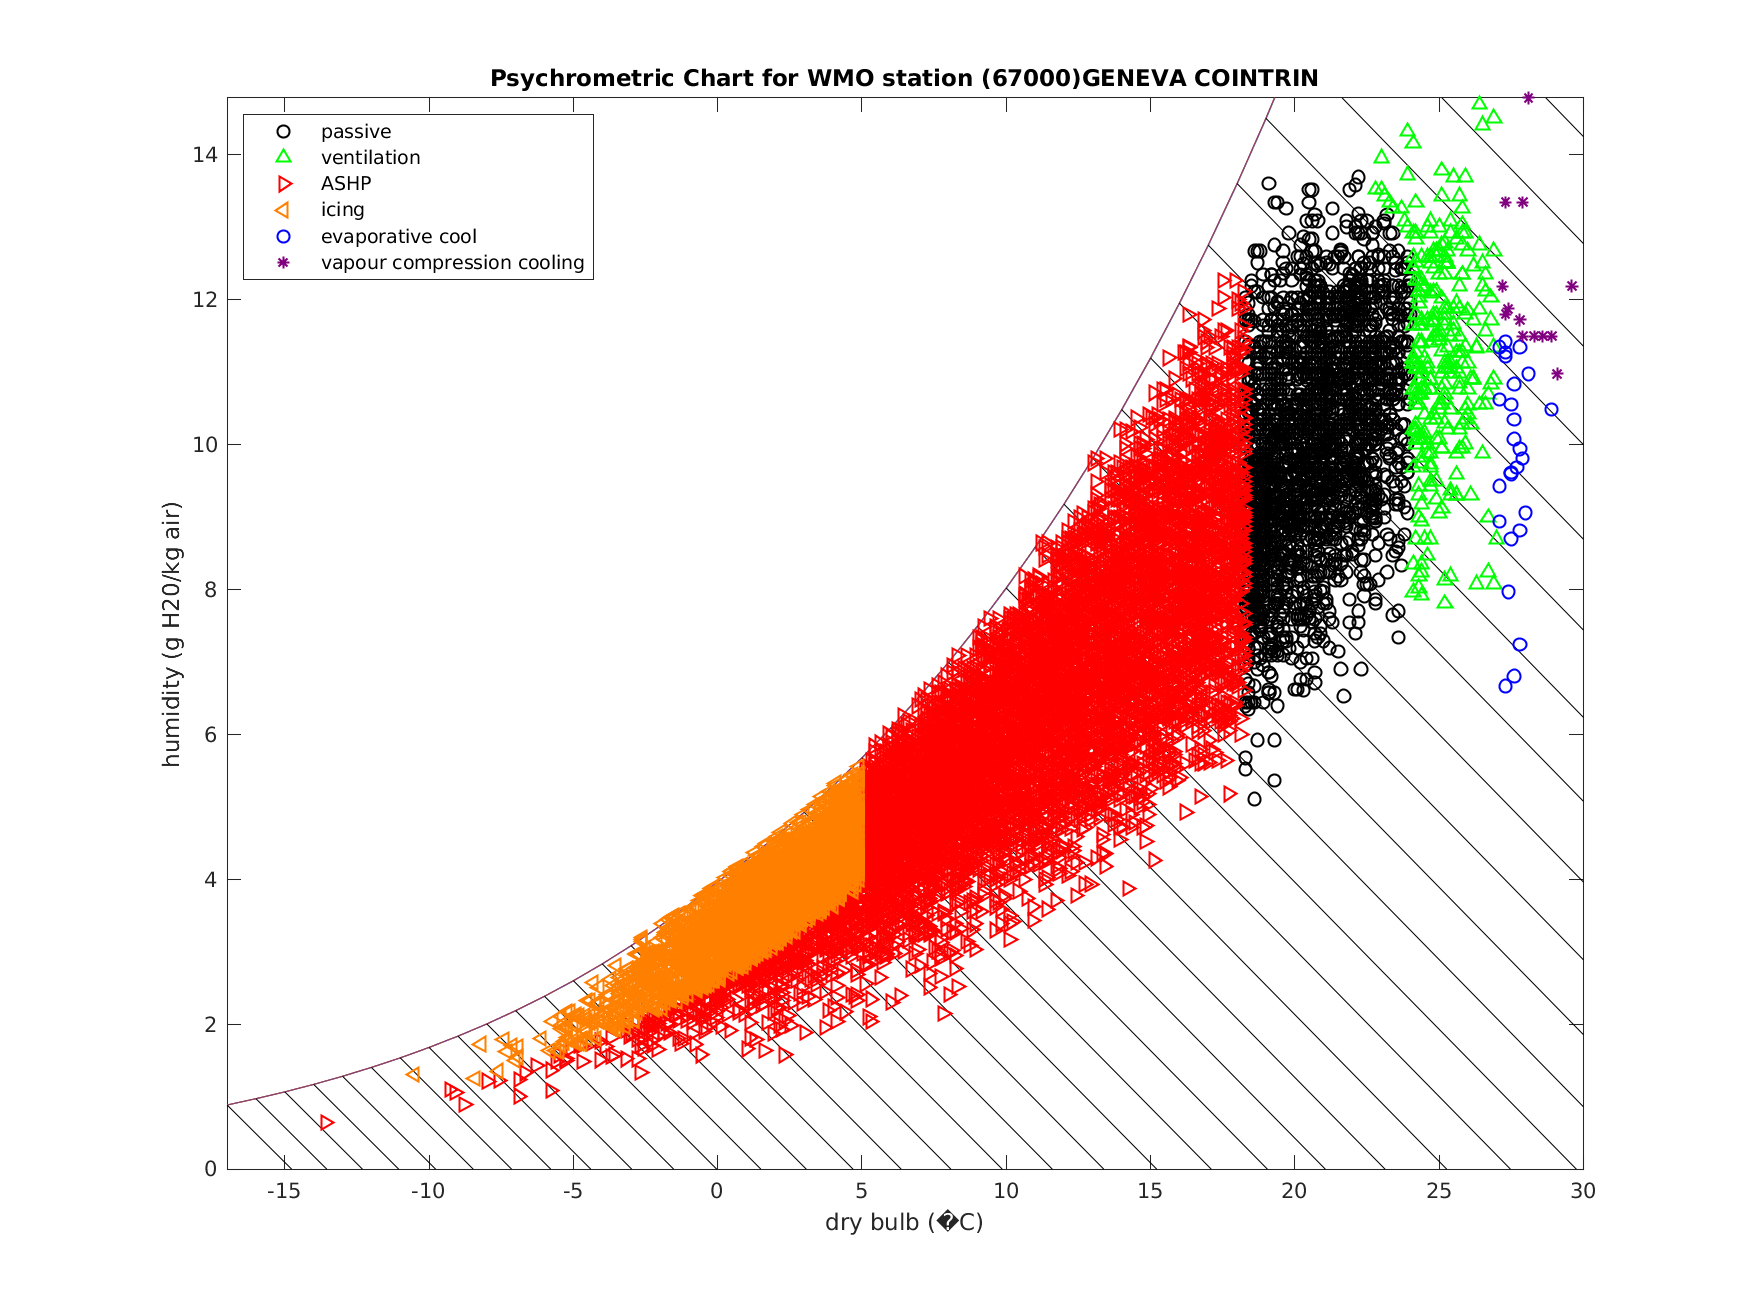 Psychrometric Chart for WMO station (67000)GENEVA COINTRIN
passive
ventilation
ASHP
icing
evaporative cool
vapour compression cooling
humidity (g H20/kg air)
14
12
10
8
6
4
2
0
-15
-10
-5
0
5
10
15
20
25
30
dry bulb (�C)